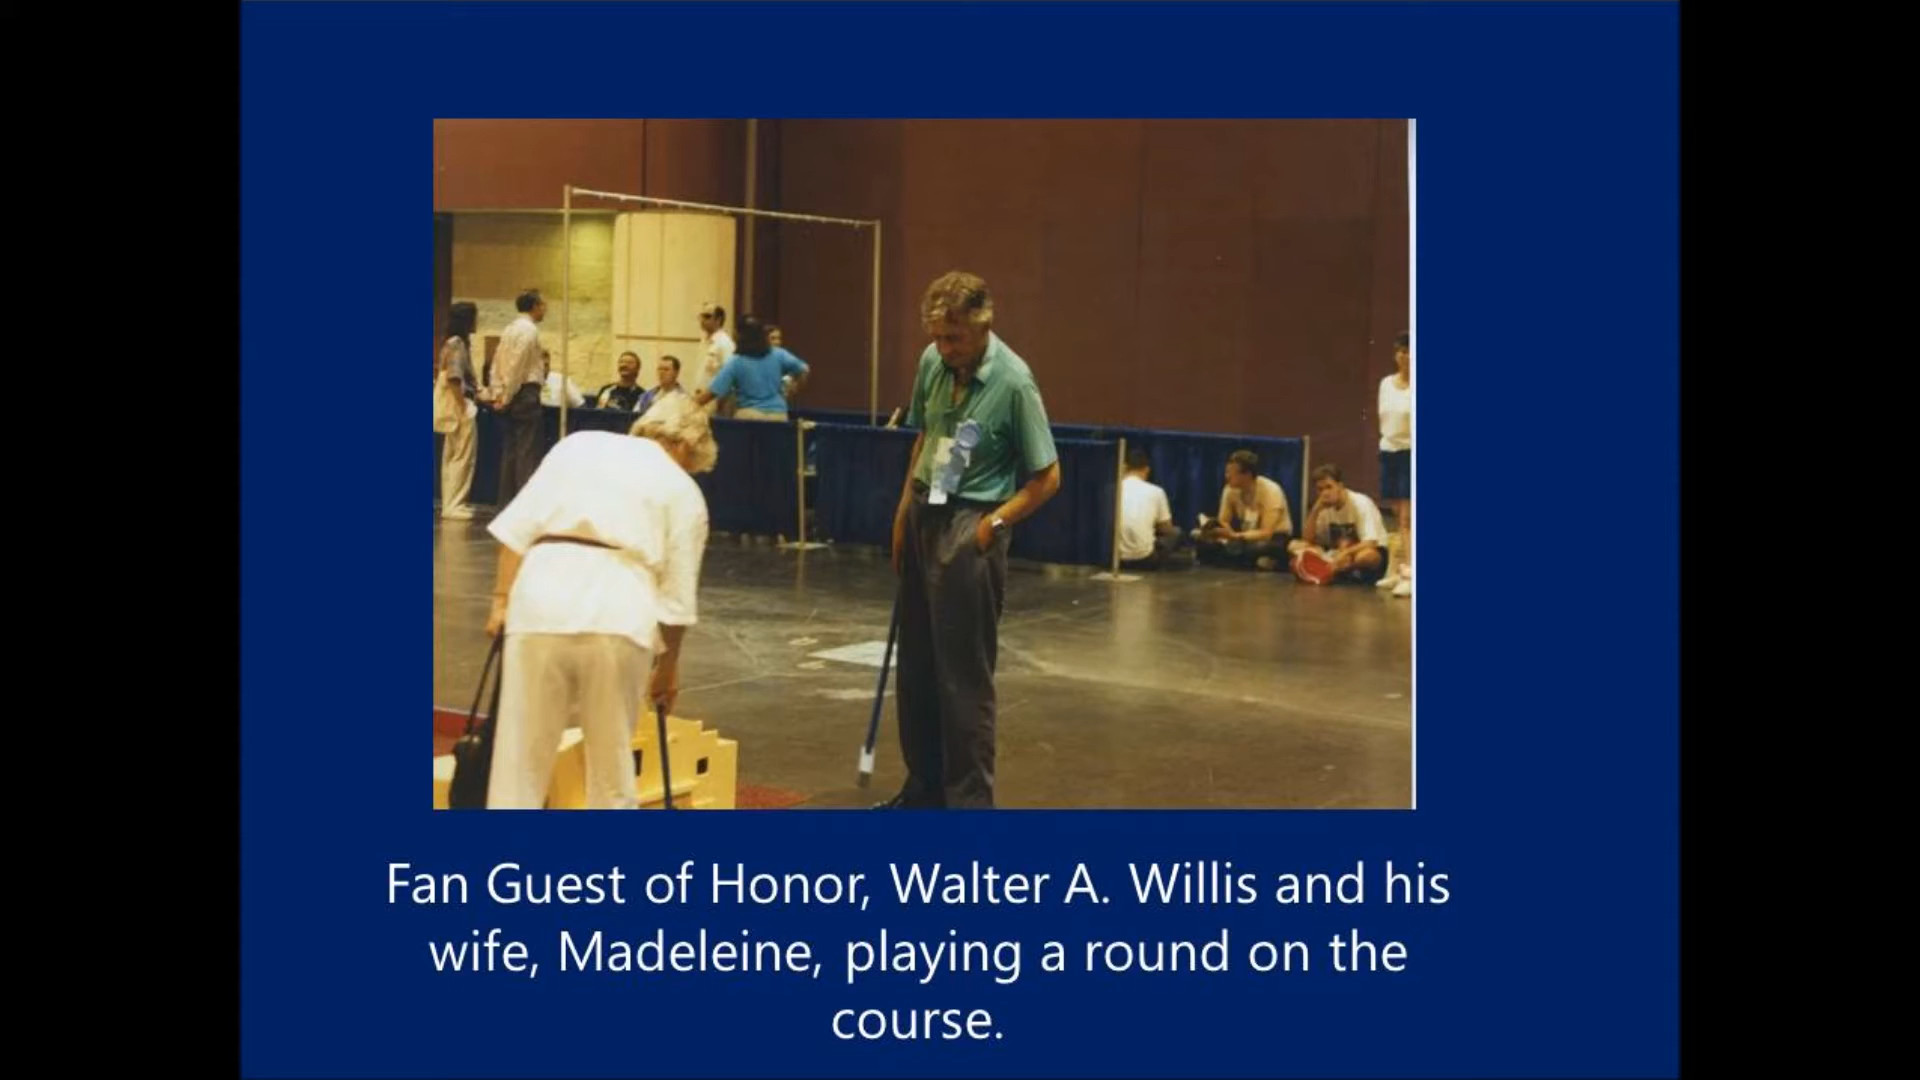 Fan Guest of Honor, Walter A. Willis and his
wife, Madeleine, playing a round on the
course.